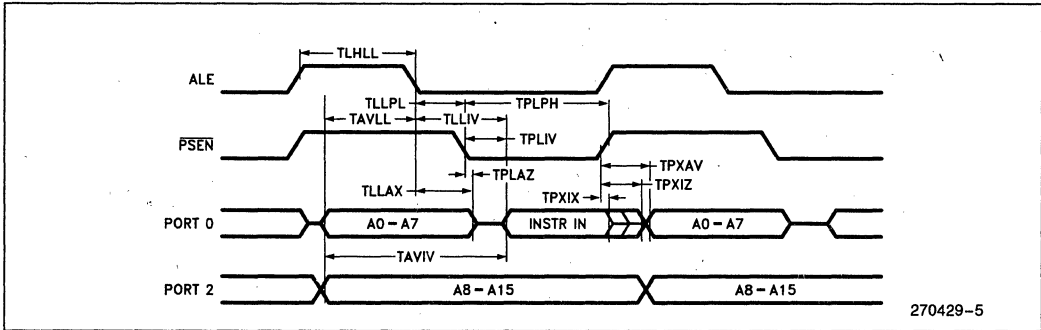 TLHLL
ALE
TLLPL TPLPH
TAVLL TLLIV
PSEN TPLIV
TPXAV
TPLAZ
TPXIZ
TLLAX
TPXIX
PORT 0 A0-A7 INSTR IN A0-A7
TAVIV
PORT 2 A8-A15 A8-A15
270429-5